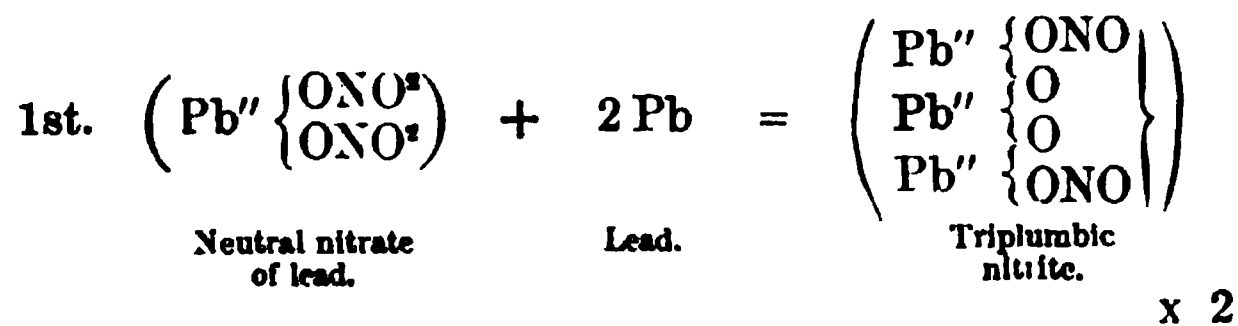 1st. ( Pb″ { ONO² ONO² ) + 2 Pb = ( Pb″ { ONO O Pb″ { O Pb″ { O ONO } )
Neutral nitrate of lead.
Lead.
Triplumbic nitrite.
x 2